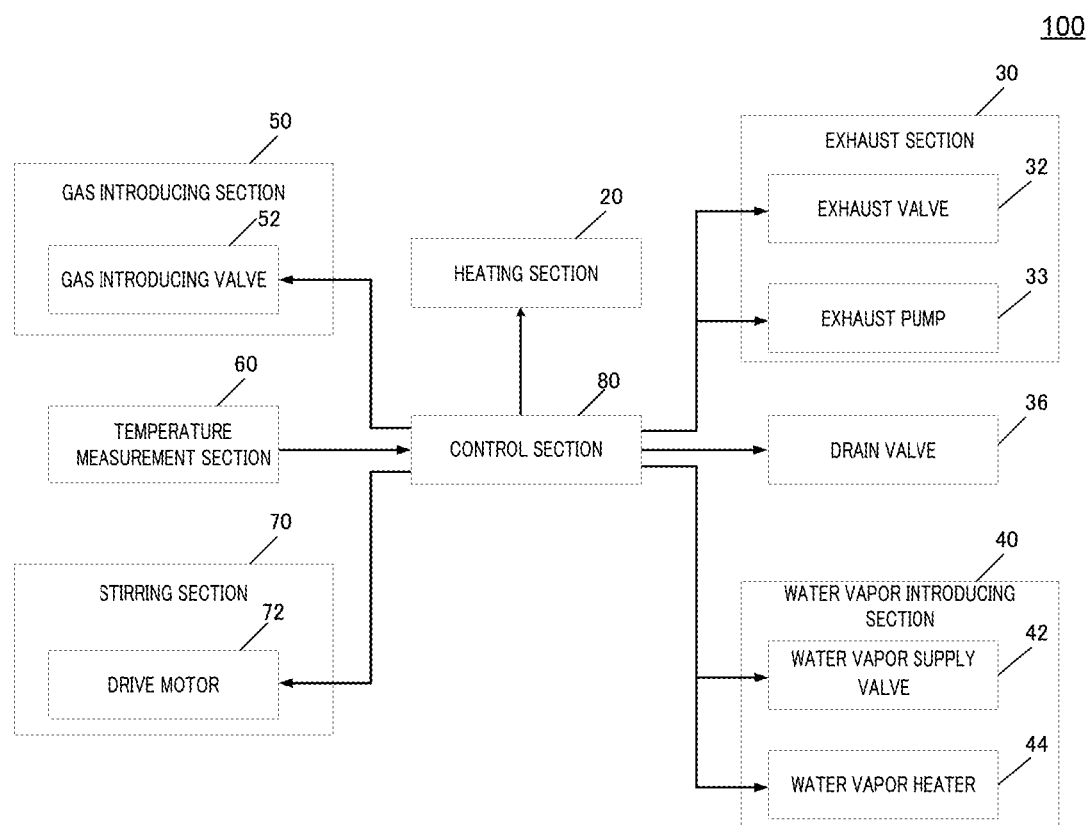 100
30
EXHAUST SECTION
32
EXHAUST VALVE
33
EXHAUST PUMP
50
GAS INTRODUCING SECTION
52
GAS INTRODUCING VALVE
20
HEATING SECTION
60
TEMPERATURE
MEASUREMENT SECTION
80
CONTROL SECTION
36
DRAIN VALVE
70
STIRRING SECTION
72
DRIVE MOTOR
40
WATER VAPOR INTRODUCING
SECTION
42
WATER VAPOR SUPPLY
VALVE
44
WATER VAPOR HEATER